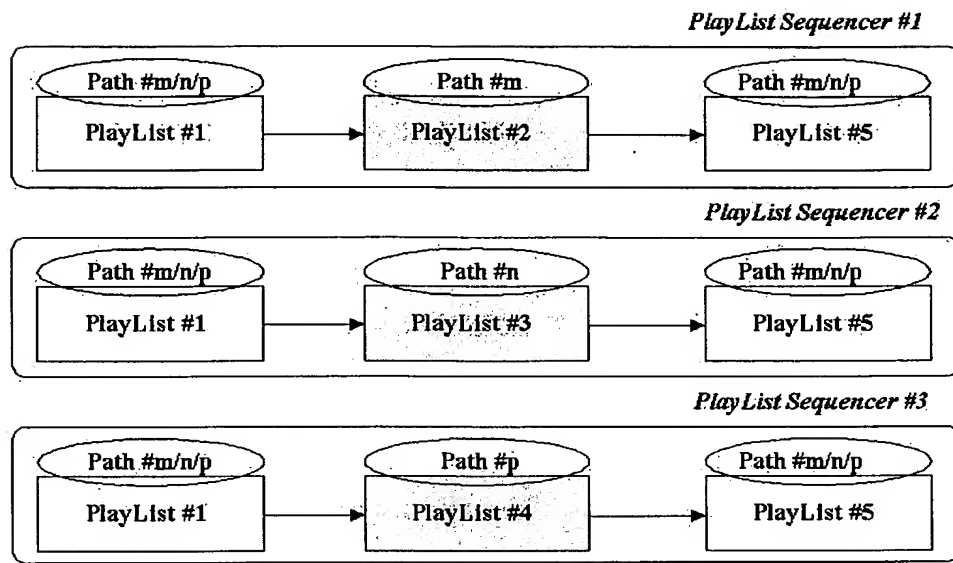 PlayList Sequencer #1
Path #m/n/p
Path #m
Path #m/n/p
PlayList #1
PlayList #2
PlayList #5
PlayList Sequencer #2
Path #m/n/p
Path #n
Path #m/n/p
PlayList #1
PlayList #3
PlayList #5
PlayList Sequencer #3
Path #m/n/p
Path #p
Path #m/n/p
PlayList #1
PlayList #4
PlayList #5